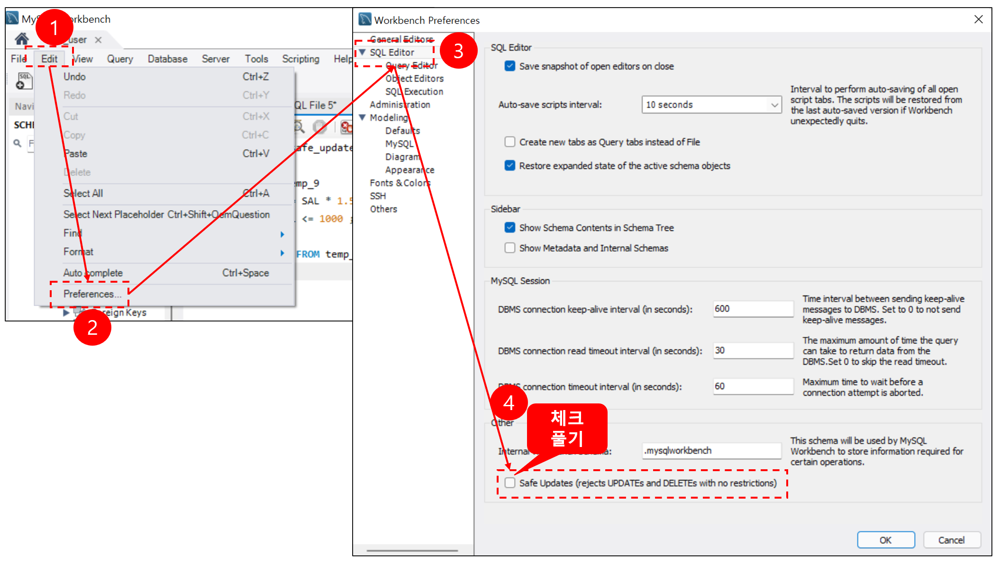 MySQL Workbench
1
_user
File Edit View Query Database Server Tools Scripting Help
SQL
Undo Ctrl+Z
Redo Ctrl+Y
Navi
QL File 5*
Cut Ctrl+X
SCHE
Copy Ctrl+C
F
Paste Ctrl+V
afe_update
Delete
emp_9
Select All Ctrl+A
= SAL * 1.5
Select Next Placeholder Ctrl+Shift+OemQuestion
<= 1000 ;
Find
Format
FROM temp_
Auto complete Ctrl+Space
Preferences...
Foreign Keys
2
Workbench Preferences
General Editors
SQL Editor
3
Query Editor
Object Editors
SQL Execution
Administration
Modeling
Defaults
MySQL
Diagram
Appearance
Fonts & Colors
SSH
Others
SQL Editor
Save snapshot of open editors on close
Auto-save scripts interval: 10 seconds
Interval to perform auto-saving of all open
script tabs. The scripts will be restored from
the last auto-saved version if Workbench
unexpectedly quits.
Create new tabs as Query tabs instead of File
Restore expanded state of the active schema objects
Sidebar
Show Schema Contents in Schema Tree
Show Metadata and Internal Schemas
MySQL Session
DBMS connection keep-alive interval (in seconds): 600
Time interval between sending keep-alive
messages to DBMS. Set to 0 to not send
keep-alive messages.
DBMS connection read timeout interval (in seconds): 30
The maximum amount of time the query
can take to return data from the
DBMS.Set 0 to skip the read timeout.
DBMS connection timeout interval (in seconds): 60
Maximum time to wait before a
connection attempt is aborted.
4
체크
풀기
Other
Internal .mysqlworkbench
This schema will be used by MySQL
Workbench to store information required for
certain operations.
Safe Updates (rejects UPDATEs and DELETEs with no restrictions)
OK Cancel